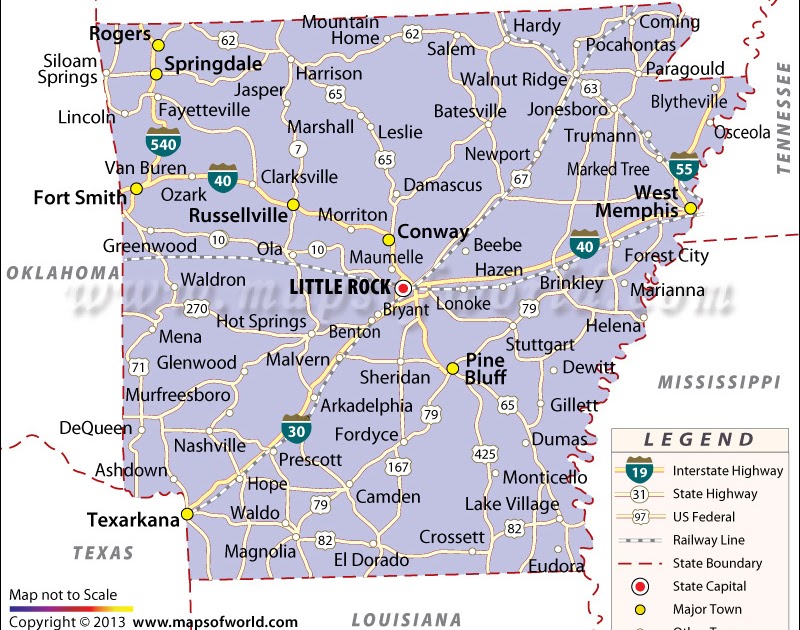 Mountain
Home
Hardy
Coming
Rogers
62
62
Salem
Pocahontas
Siloam
Springs
Springdale
Harrison
Walnut Ridge
Paragould
Jasper
65
63
Blytheville
Lincoln
Fayetteville
Batesville
Jonesboro
Marshall
Leslie
Trumann
Osceola
540
7
65
Newport
TENNESSEE
Van Buren
40
Clarksville
Marked Tree
55
Fort Smith
Ozark
Damascus
67
West
Memphis
Russellville
Morriton
Greenwood
10
Ola
10
Conway
Beebe
40
Forest City
Maumelle
OKLAHOMA
Waldron
LITTLE ROCK
Hazen
Brinkley
Marianna
www.mapsofworld.com
270
Bryant
Lonoke
79
Hot Springs
Benton
Helena
Mena
Stuttgart
71
Glenwood
Malvern
Pine
Bluff
Dewitt
Sheridan
MISSISSIPPI
Murfreesboro
Arkadelphia
79
65
Gillett
DeQueen
30
Fordyce
Nashville
Dumas
LEGEND
Prescott
425
Ashdown
167
19
Interstate Highway
Hope
Camden
Monticello
31
State Highway
Texarkana
Waldo
79
Lake Village
97
US Federal
82
82
Railway Line
TEXAS
Magnolia
El Dorado
Crossett
Eudora
State Boundary
State Capital
Map not to Scale
Major Town
Copyright © 2013 www.mapsofworld.com
LOUISIANA